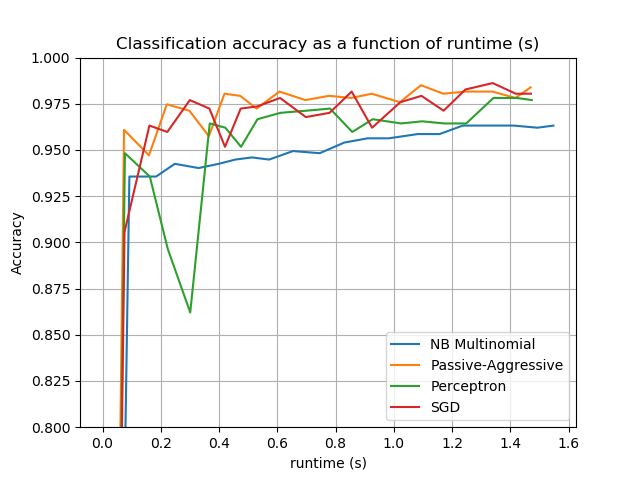 Classification accuracy as a function of runtime (s)
1.000
0.975
0.950
0.925
0.900
0.875
0.850
0.825
0.800
Accuracy
NB Multinomial
Passive-Aggressive
Perceptron
SGD
0.0 0.2 0.4 0.6 0.8 1.0 1.2 1.4 1.6
runtime (s)